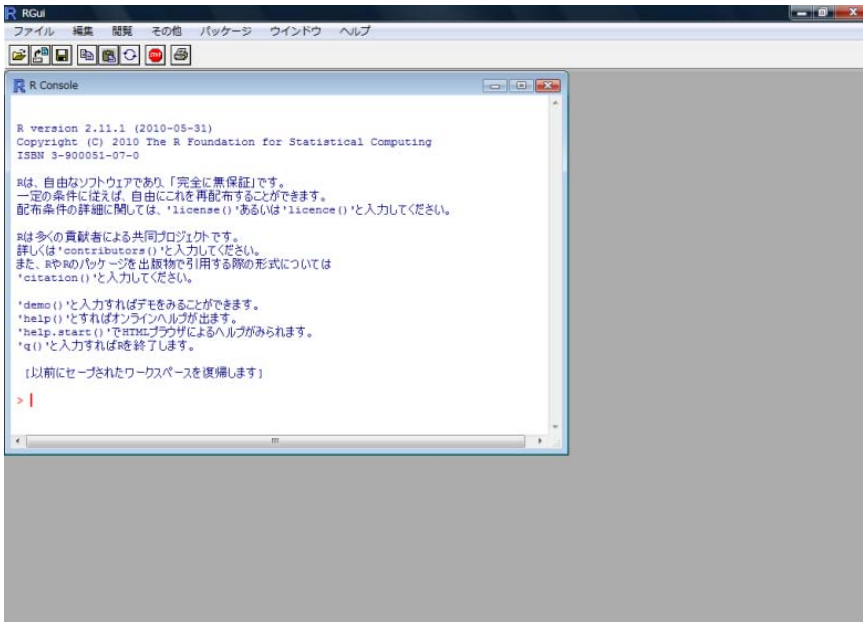 RGui
ファイル 編集 閲覧 その他 パッケージ ウインドウ ヘルプ
R Console
R version 2.11.1 (2010-05-31)
Copyright (C) 2010 The R Foundation for Statistical Computing
ISBN 3-900051-07-0
Rは、自由なソフトウェアであり、「完全に無保証」です。
一定の条件に従えば、自由にこれを再配布することができます。
配布条件の詳細に関しては、'license()'あるいは'licence()'と入力してください。
Rは多くの貢献者による共同プロジェクトです。
詳しくは'contributors()'と入力してください。
また、RやRのパッケージを出版物で引用する際の形式については
'citation()'と入力してください。
'demo()'と入力すればデモをみることができます。
'help()'とすればオンラインヘルプが出ます。
'help.start()'でHTMLブラウザによるヘルプがみられます。
'q()'と入力すればRを終了します。
[以前にセーブされたワークスペースを復帰します]
>